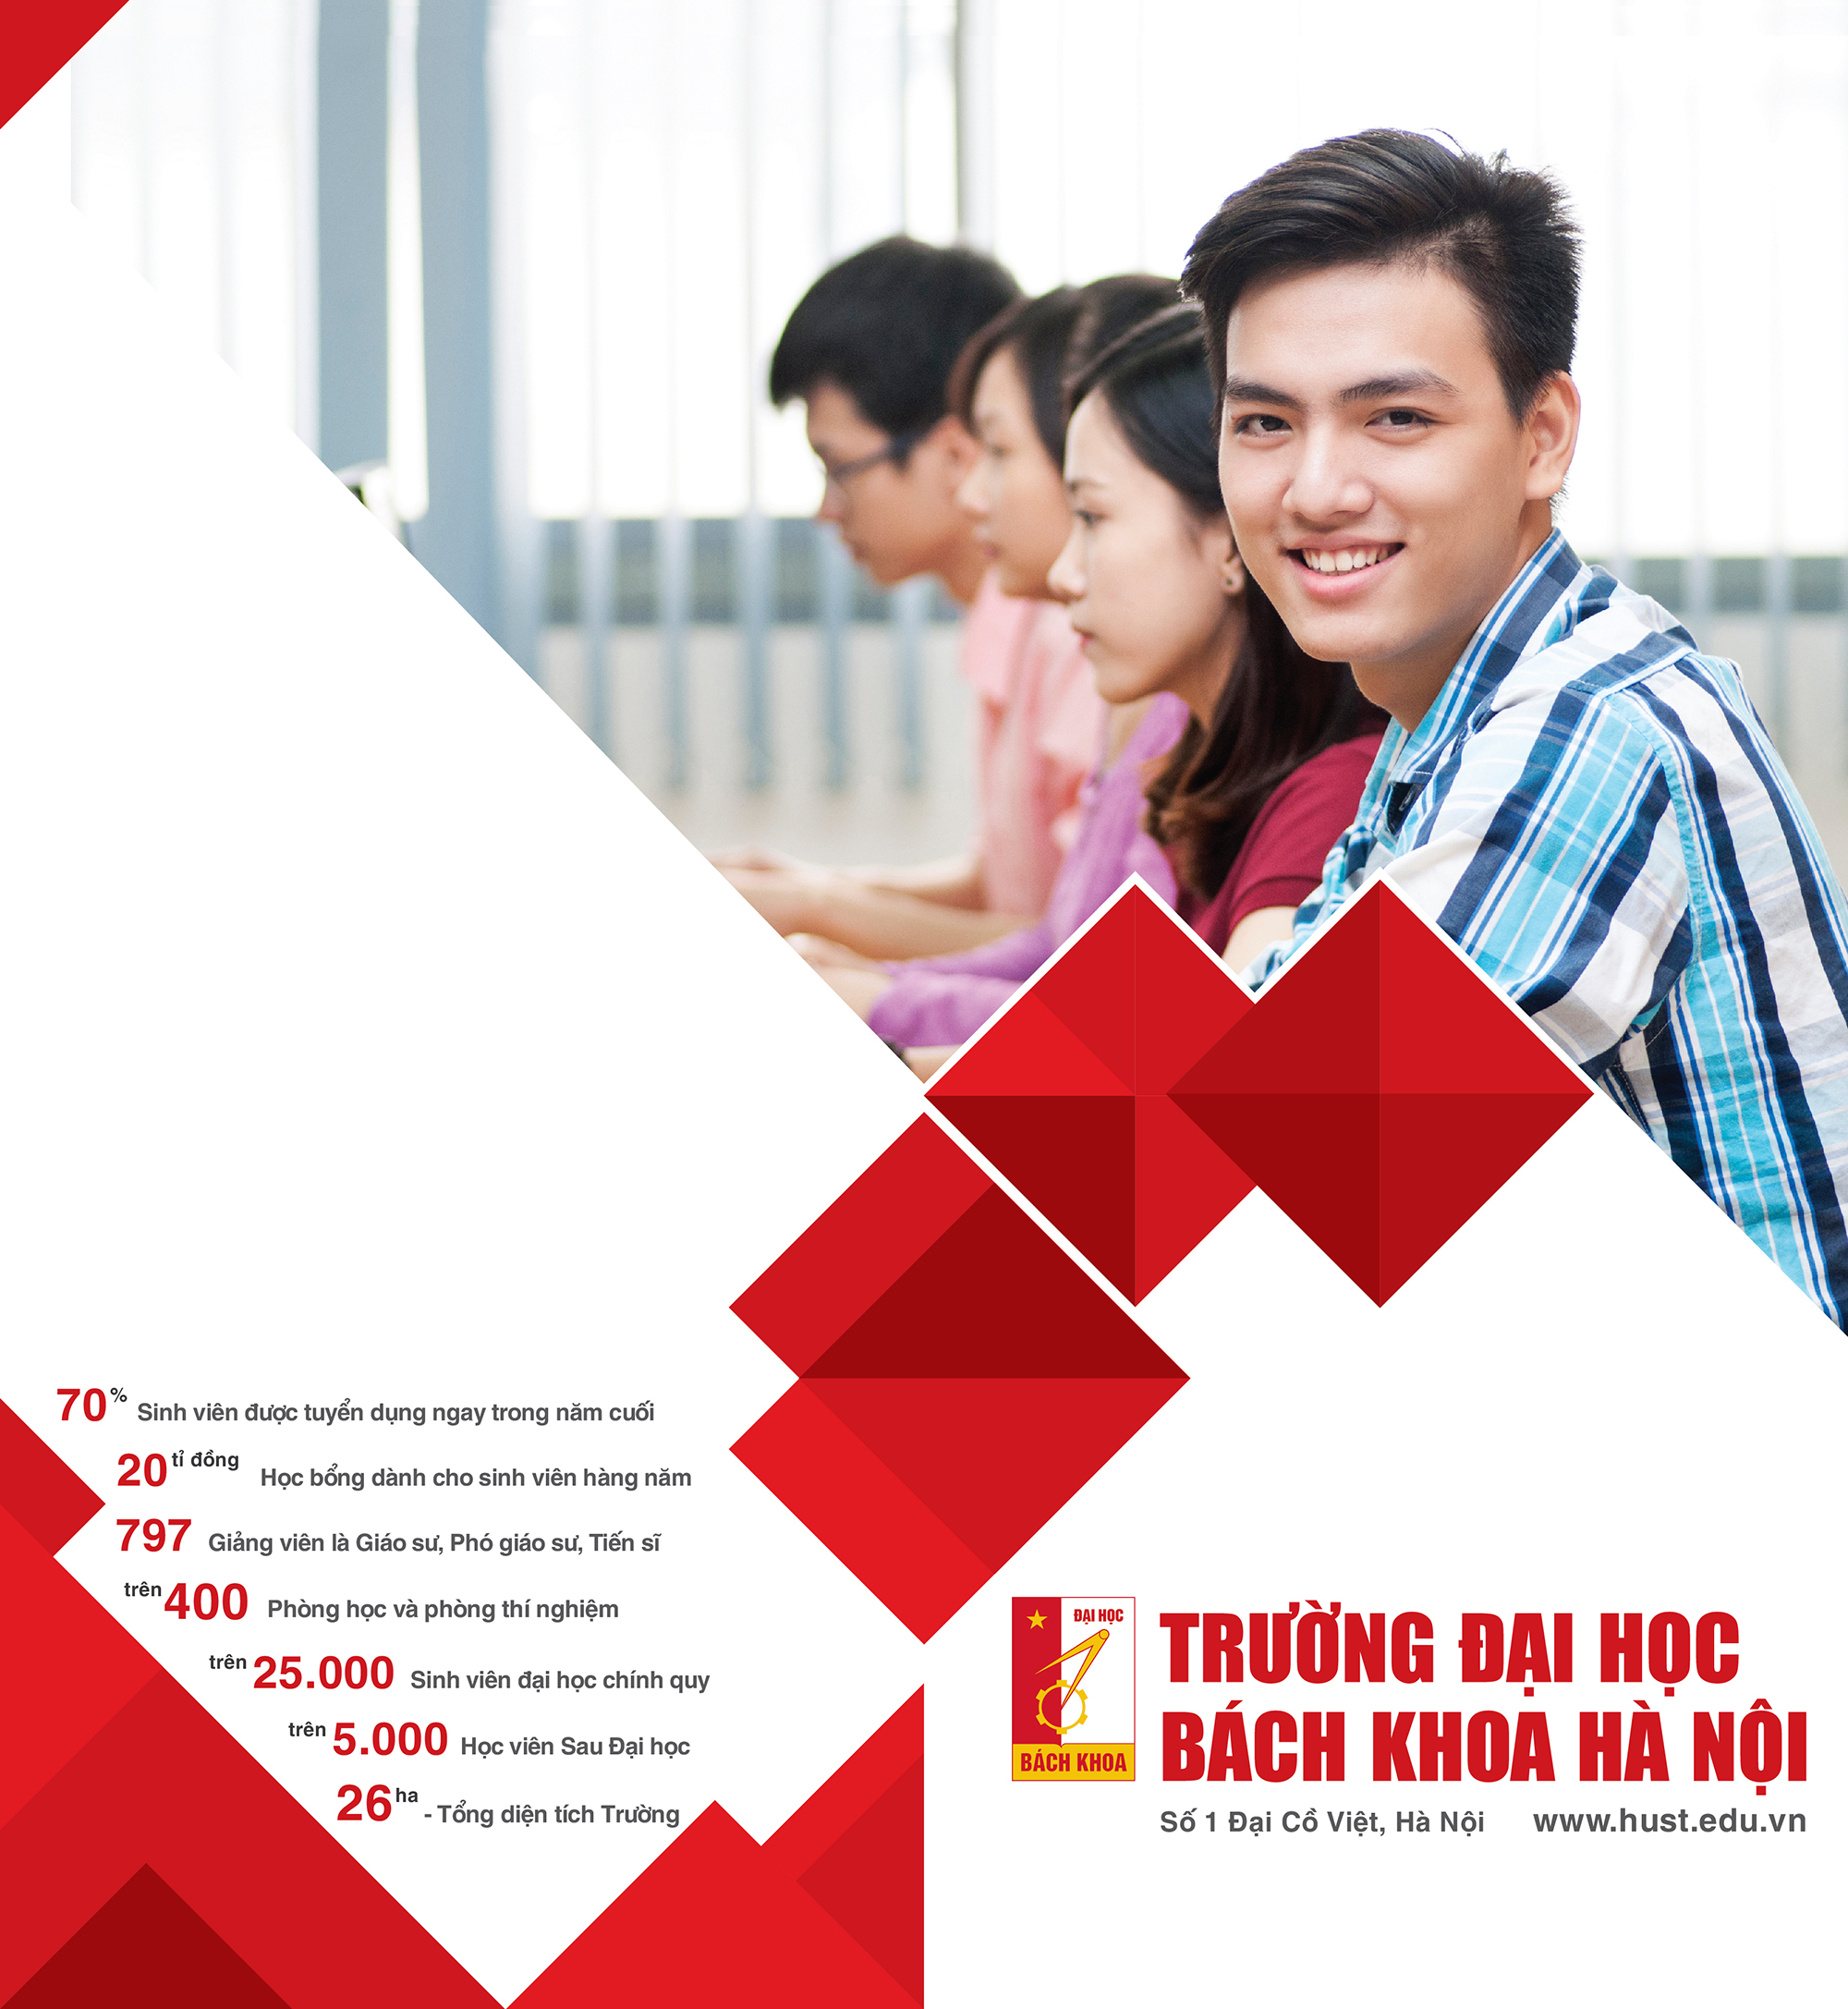 70% Sinh viên được tuyển dụng ngay trong năm cuối
20 tỉ đồng Học bổng dành cho sinh viên hàng năm
797 Giảng viên là Giáo sư, Phó giáo sư, Tiến sĩ
trên 400 Phòng học và phòng thí nghiệm
trên 25.000 Sinh viên đại học chính quy
trên 5.000 Học viên Sau Đại học
26 ha - Tổng diện tích Trường
ĐẠI HỌC
BÁCH KHOA
TRƯỜNG ĐẠI HỌC
BÁCH KHOA HÀ NỘI
Số 1 Đại Cồ Việt, Hà Nội www.hust.edu.vn